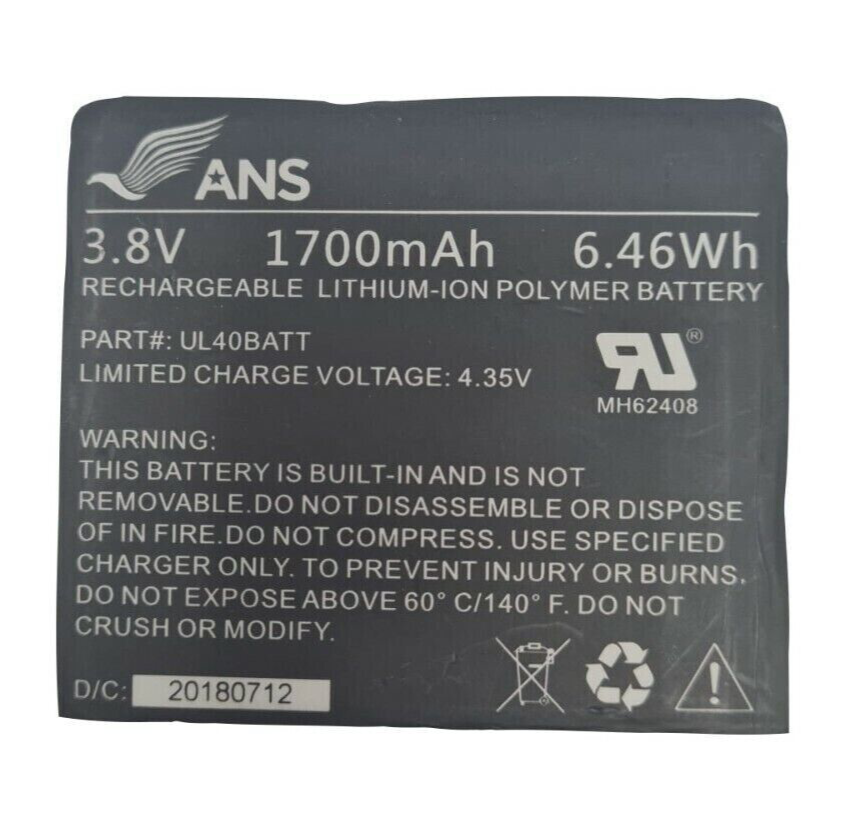 ANS
3.8V 1700mAh 6.46Wh
RECHARGEABLE LITHIUM-ION POLYMER BATTERY
PART#: UL40BATT
LIMITED CHARGE VOLTAGE: 4.35V
RU®
MH62408
WARNING:
THIS BATTERY IS BUILT-IN AND IS NOT
REMOVABLE.DO NOT DISASSEMBLE OR DISPOSE
OF IN FIRE.DO NOT COMPRESS. USE SPECIFIED
CHARGER ONLY. TO PREVENT INJURY OR BURNS,
DO NOT EXPOSE ABOVE 60° C/140° F. DO NOT
CRUSH OR MODIFY.
D/C: 20180712